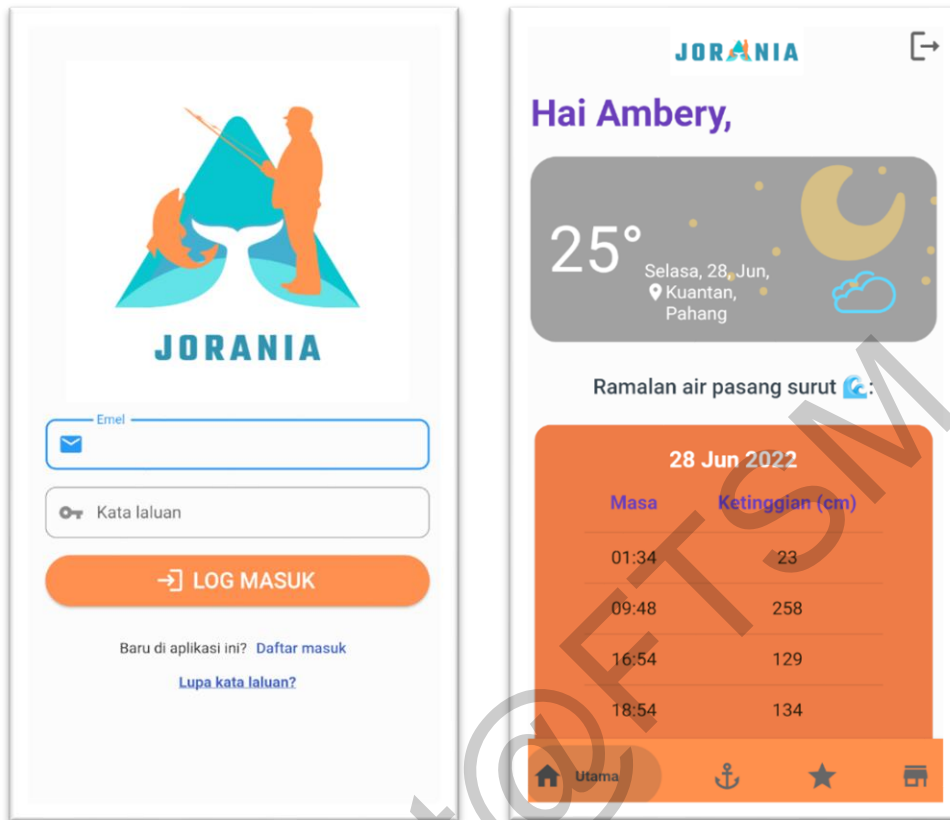 JORANIA
Emel
Kata laluan
LOG MASUK
Baru di aplikasi ini? Daftar masuk
Lupa kata laluan?
JORANIA
Hai Ambery,
25°
Selasa, 28, Jun,
Kuantan,
Pahang
Ramalan air pasang surut 🌊:
28 Jun 2022
Masa Ketinggian (cm)
01:34 23
09:48 258
16:54 129
18:54 134
Utama
t@FTSM